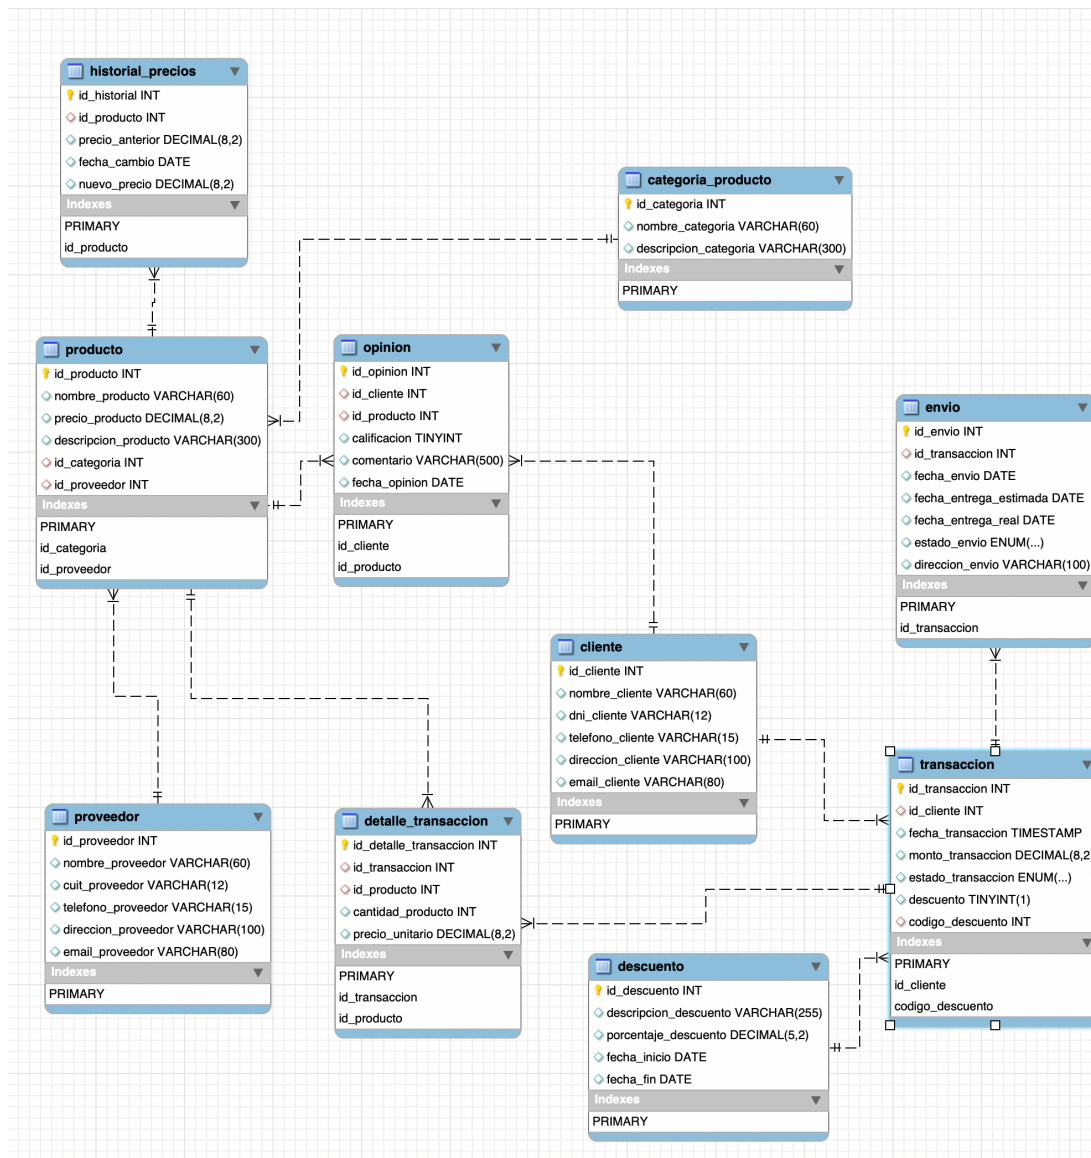 historial_precios
id_historial INT
id_producto INT
precio_anterior DECIMAL(8,2)
fecha_cambio DATE
nuevo_precio DECIMAL(8,2)
Indexes
PRIMARY
id_producto
categoria_producto
id_categoria INT
nombre_categoria VARCHAR(60)
descripcion_categoria VARCHAR(300)
Indexes
PRIMARY
producto
id_producto INT
nombre_producto VARCHAR(60)
precio_producto DECIMAL(8,2)
descripcion_producto VARCHAR(300)
id_categoria INT
id_proveedor INT
Indexes
PRIMARY
id_categoria
id_proveedor
opinion
id_opinion INT
id_cliente INT
id_producto INT
calificacion TINYINT
comentario VARCHAR(500)
fecha_opinion DATE
Indexes
PRIMARY
id_cliente
id_producto
envio
id_envio INT
id_transaccion INT
fecha_envio DATE
fecha_entrega_estimada DATE
fecha_entrega_real DATE
estado_envio ENUM(...)
direccion_envio VARCHAR(100)
Indexes
PRIMARY
id_transaccion
cliente
id_cliente INT
nombre_cliente VARCHAR(60)
dni_cliente VARCHAR(12)
telefono_cliente VARCHAR(15)
direccion_cliente VARCHAR(100)
email_cliente VARCHAR(80)
Indexes
PRIMARY
transaccion
id_transaccion INT
id_cliente INT
fecha_transaccion TIMESTAMP
monto_transaccion DECIMAL(8,2
estado_transaccion ENUM(...)
descuento TINYINT(1)
codigo_descuento INT
Indexes
PRIMARY
id_cliente
codigo_descuento
proveedor
id_proveedor INT
nombre_proveedor VARCHAR(60)
cuit_proveedor VARCHAR(12)
telefono_proveedor VARCHAR(15)
direccion_proveedor VARCHAR(100)
email_proveedor VARCHAR(80)
Indexes
PRIMARY
detalle_transaccion
id_detalle_transaccion INT
id_transaccion INT
id_producto INT
cantidad_producto INT
precio_unitario DECIMAL(8,2)
Indexes
PRIMARY
id_transaccion
id_producto
descuento
id_descuento INT
descripcion_descuento VARCHAR(255)
porcentaje_descuento DECIMAL(5,2)
fecha_inicio DATE
fecha_fin DATE
Indexes
PRIMARY